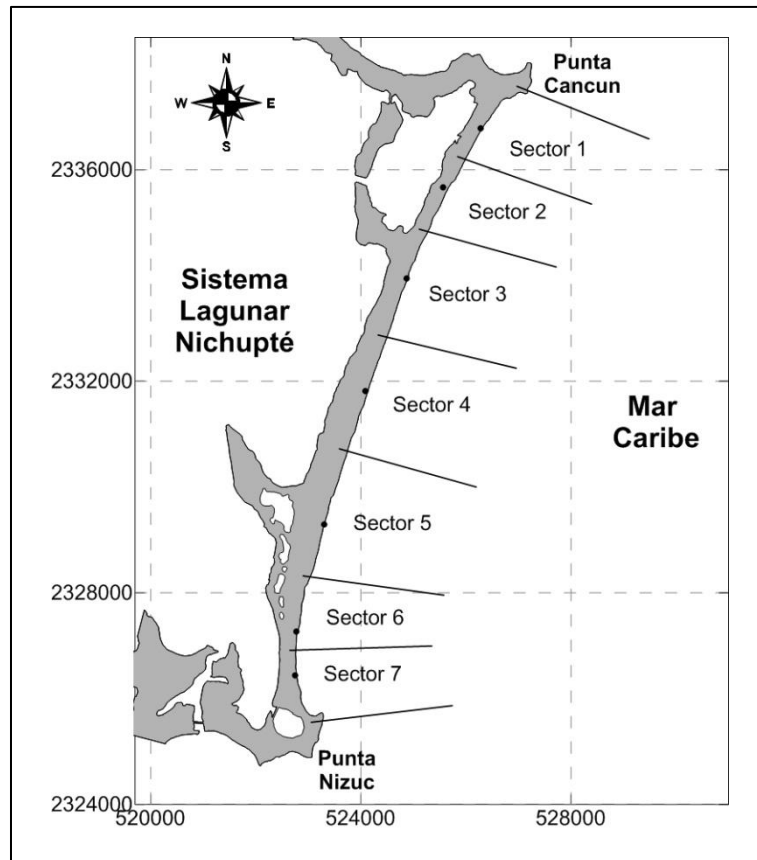 Punta
Cancun
N
W E
S
Sector 1
2336000
Sector 2
Sistema
Lagunar
Nichupté
Sector 3
2332000
Sector 4
Mar
Caribe
Sector 5
2328000
Sector 6
Sector 7
Punta
Nizuc
2324000
520000 524000 528000